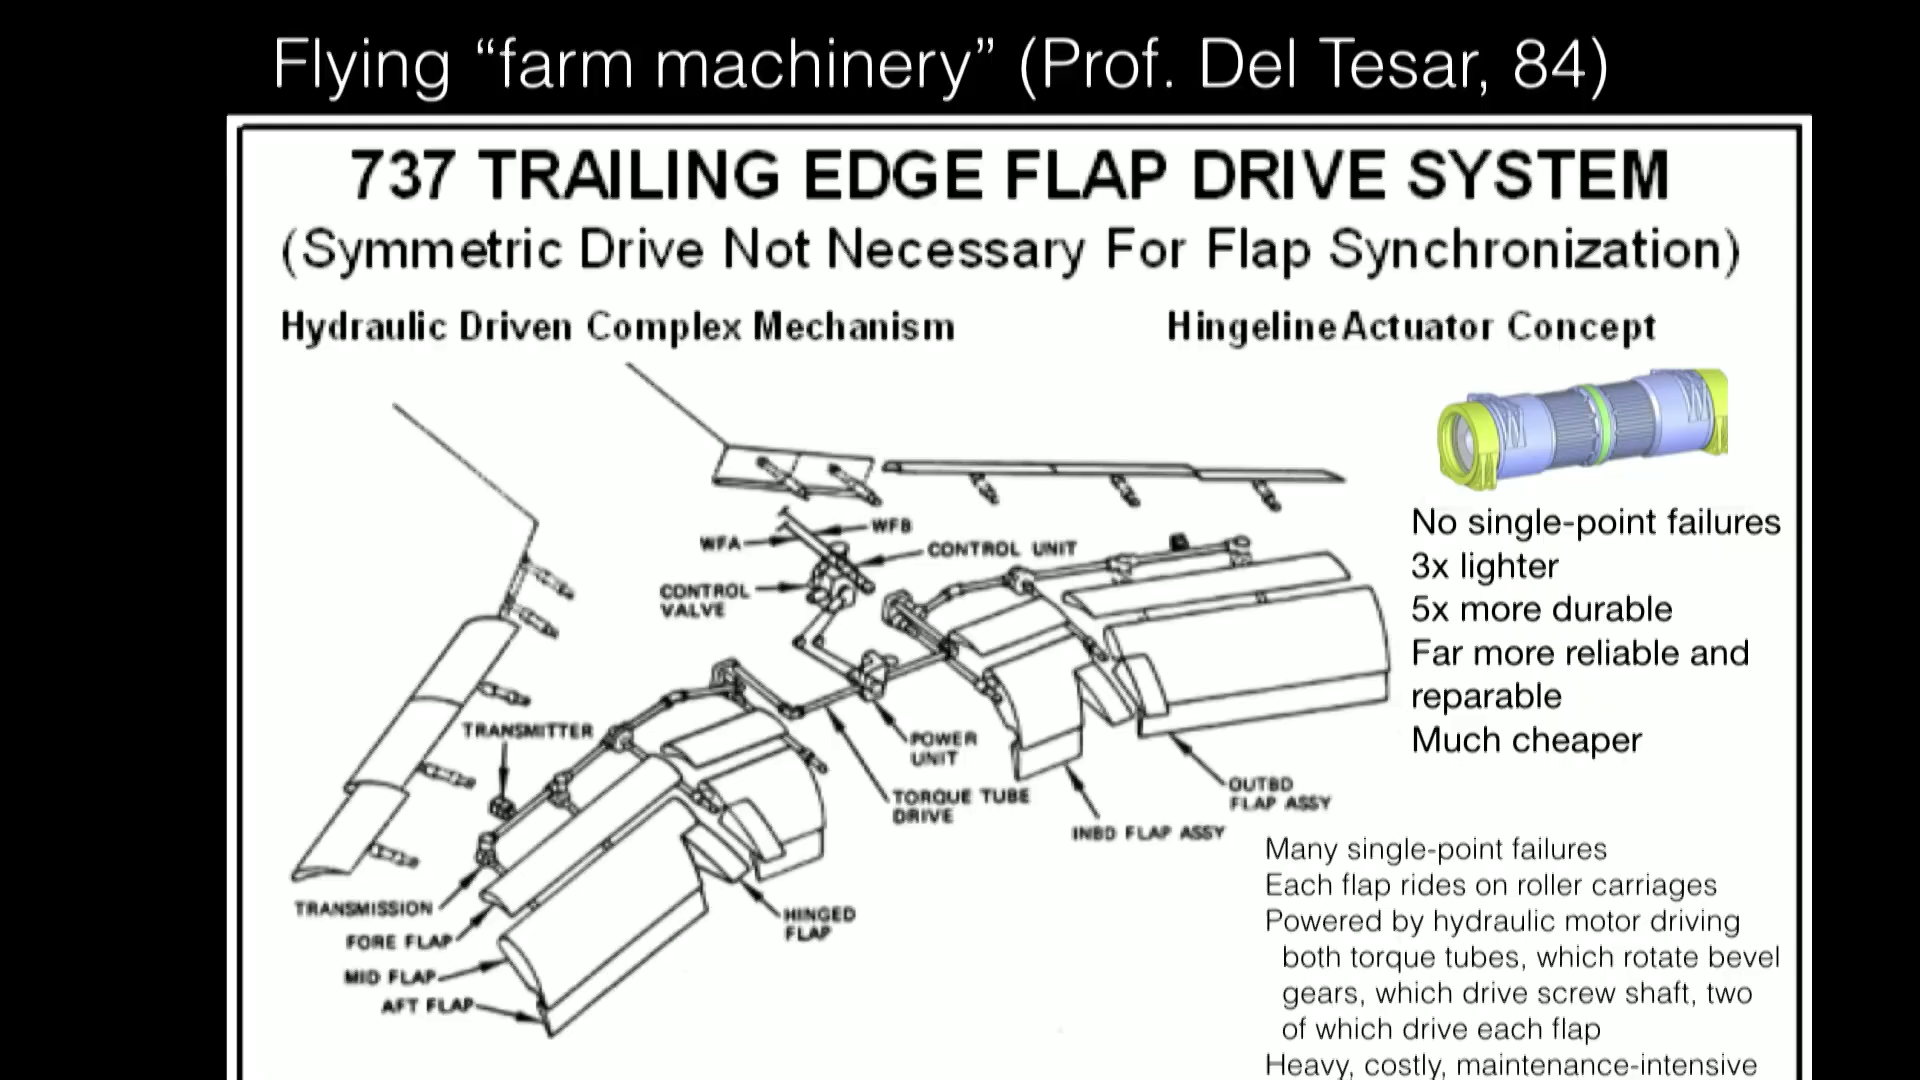 Flying “farm machinery” (Prof. Del Tesar, 84)
737 TRAILING EDGE FLAP DRIVE SYSTEM
(Symmetric Drive Not Necessary For Flap Synchronization)
Hydraulic Driven Complex Mechanism
Hingeline Actuator Concept
No single-point failures
3x lighter
5x more durable
Far more reliable and
reparable
Much cheaper
WFB
WFA
CONTROL UNIT
CONTROL
VALVE
TRANSMITTER
POWER
UNIT
TORQUE TUBE
DRIVE
OUTBD
FLAP ASSY
INBD FLAP ASSY
TRANSMISSION
FORE FLAP
MID FLAP
AFT FLAP
HINGED
FLAP
Many single-point failures
Each flap rides on roller carriages
Powered by hydraulic motor driving
both torque tubes, which rotate bevel
gears, which drive screw shaft, two
of which drive each flap
Heavy, costly, maintenance-intensive